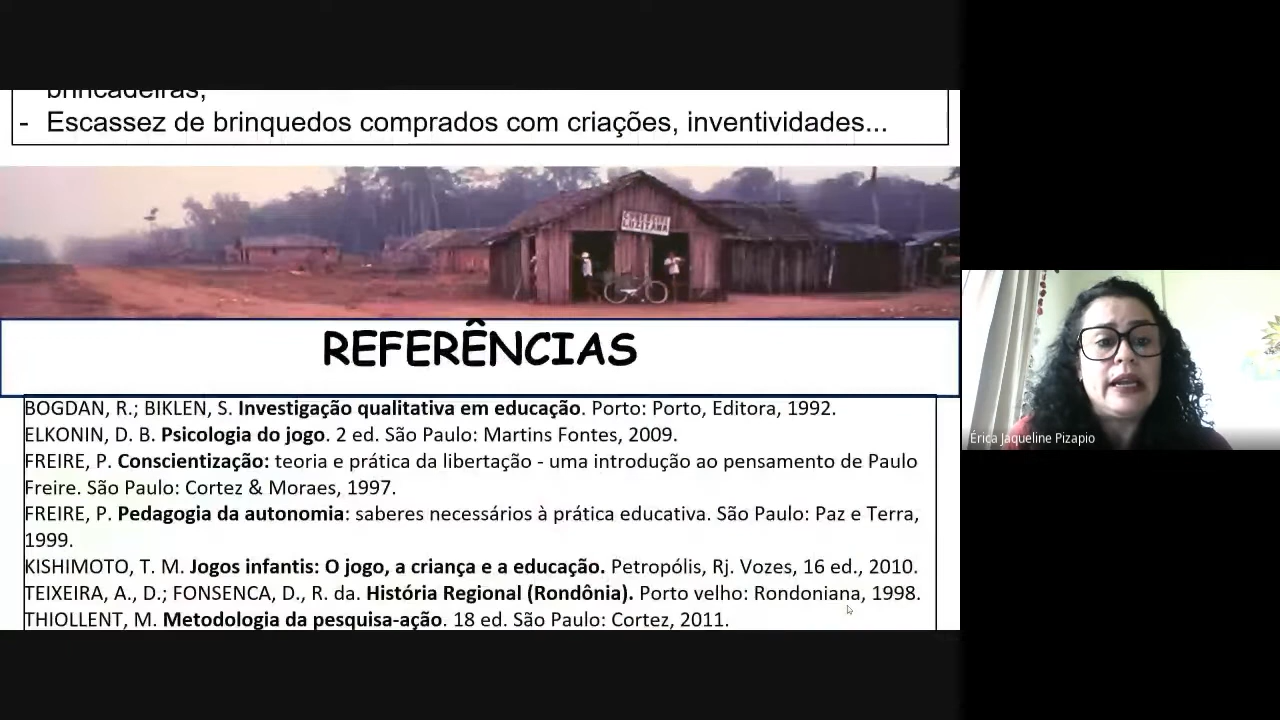 brincadeiras;
- Escassez de brinquedos comprados com criações, inventividades...
LUZITANA
REFERÊNCIAS
BOGDAN, R.; BIKLEN, S. Investigação qualitativa em educação. Porto: Porto, Editora, 1992.
ELKONIN, D. B. Psicologia do jogo. 2 ed. São Paulo: Martins Fontes, 2009.
FREIRE, P. Conscientização: teoria e prática da libertação - uma introdução ao pensamento de Paulo
Freire. São Paulo: Cortez & Moraes, 1997.
FREIRE, P. Pedagogia da autonomia: saberes necessários à prática educativa. São Paulo: Paz e Terra,
1999.
KISHIMOTO, T. M. Jogos infantis: O jogo, a criança e a educação. Petropólis, Rj. Vozes, 16 ed., 2010.
TEIXEIRA, A., D.; FONSENCA, D., R. da. História Regional (Rondônia). Porto velho: Rondoniana, 1998.
THIOLLENT, M. Metodologia da pesquisa-ação. 18 ed. São Paulo: Cortez, 2011.
Érica Jaqueline Pizapio